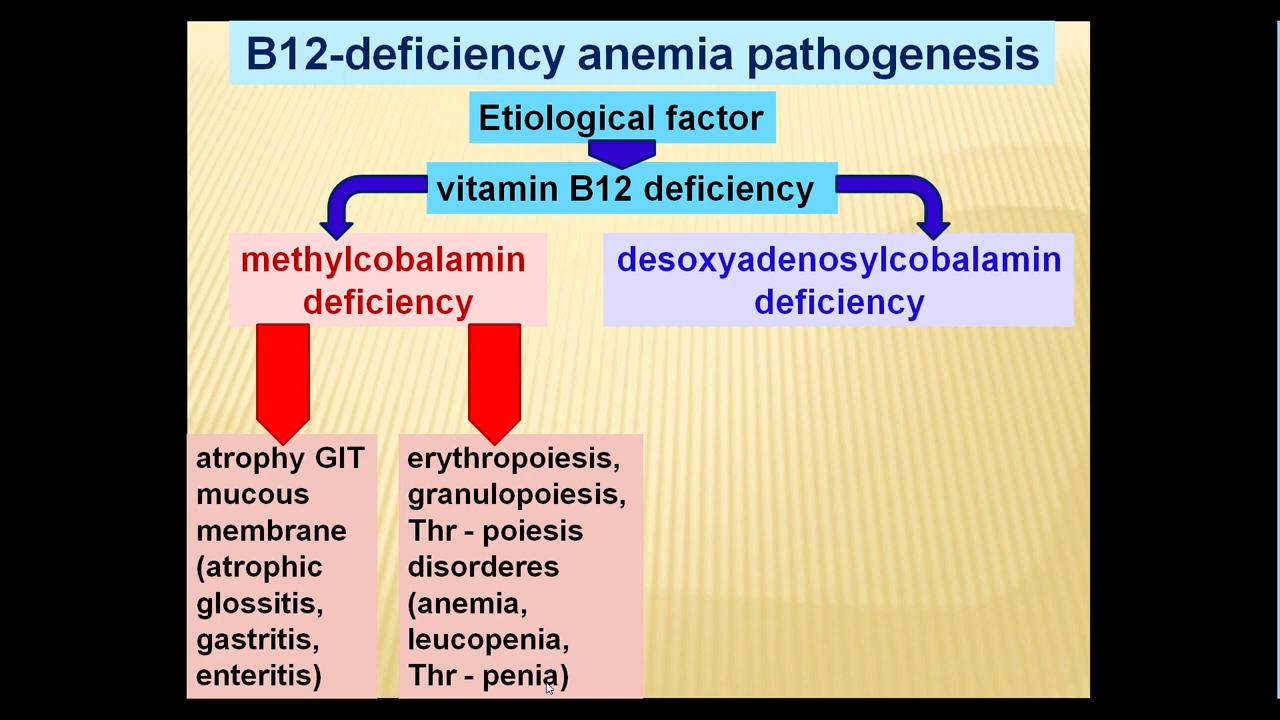 B12-deficiency anemia pathogenesis
Etiological factor
vitamin B12 deficiency
methylcobalamin
deficiency
desoxyadenosylcobalamin
deficiency
atrophy GIT
mucous
membrane
(atrophic
glossitis,
gastritis,
enteritis)
erythropoiesis,
granulopoiesis,
Thr - poiesis
disorderes
(anemia,
leucopenia,
Thr - penia)